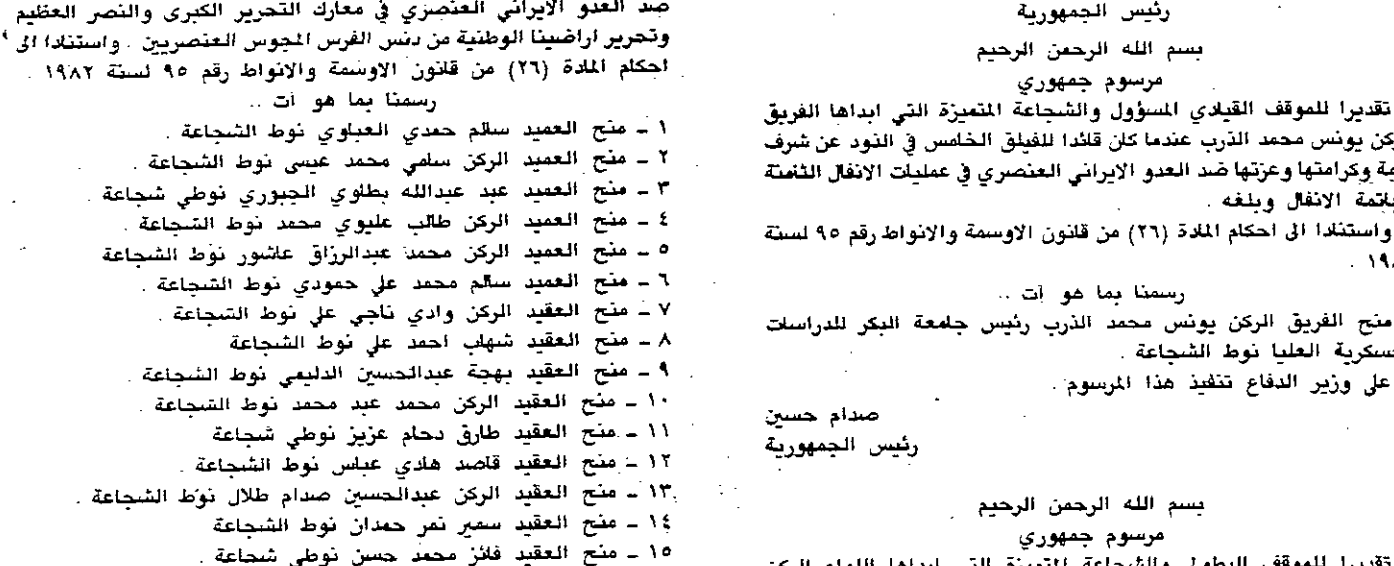 رئيس الجمهورية
بسم الله الرحمن الرحيم
مرسوم جمهوري
تقديرا للموقف القيادي المسؤول والشجاعة المتميزة التي ابداها الفريق
يونس محمد الذرب عندما كان قائدا للفيلق الخامس في الذود عن شرف
وكرامتها وعزتها ضد العدو الايراني العنصري في عمليات الانفال الثامنة
الانفال وبلغه .
واستنادا الى احكام المادة (٢٦) من قانون الاوسمة والانواط رقم ٩٥ لسنة
رسمنا بما هو آت ..
منح الفريق الركن يونس محمد الذرب رئيس جامعة البكر للدراسات
العليا نوط الشجاعة .
على وزير الدفاع تنفيذ هذا المرسوم .
صدام حسين
رئيس الجمهورية
بسم الله الرحمن الرحيم
مرسوم جمهوري
تقديرا للموقف البطولي والشجاعة المتميزة التي ابداها اللواء الركن
ضد العدو الايراني العنصري في معارك التحرير الكبرى والنصر العظيم
وتحرير اراضينا الوطنية من دنس الفرس المجوس العنصريين . واستنادا الى
احكام المادة (٢٦) من قانون الاوسمة والانواط رقم ٩٥ لسنة ١٩٨٢ .
رسمنا بما هو آت ..
١ ـ منح العميد سالم حمدي العباوي نوط الشجاعة .
٢ ـ منح العميد الركن سامي محمد عيسى نوط الشجاعة .
٣ ـ منح العميد عبد عبدالله بطاوي الجبوري نوطي شجاعة .
٤ ـ منح العميد الركن طالب عليوي محمد نوط الشجاعة .
٥ ـ منح العميد الركن محمد عبدالرزاق عاشور نوط الشجاعة
٦ ـ منح العميد سالم محمد علي حمودي نوط الشجاعة .
٧ ـ منح العقيد الركن وادي ناجي علي نوط الشجاعة .
٨ ـ منح العقيد شهاب احمد علي نوط الشجاعة
٩ ـ منح العقيد بهجة عبدالحسين الدليمي نوط الشجاعة .
١٠ ـ منح العقيد الركن محمد عبد محمد نوط الشجاعة .
١١ ـ منح العقيد طارق دحام عزيز نوطي شجاعة
١٢ ـ منح العقيد قاصد هادي عباس نوط الشجاعة .
١٣ ـ منح العقيد الركن عبدالحسين صدام طلال نوط الشجاعة .
١٤ ـ منح العقيد سمير نمر حمدان نوط الشجاعة
١٥ ـ منح العقيد فائز محمد حسن نوطي شجاعة .